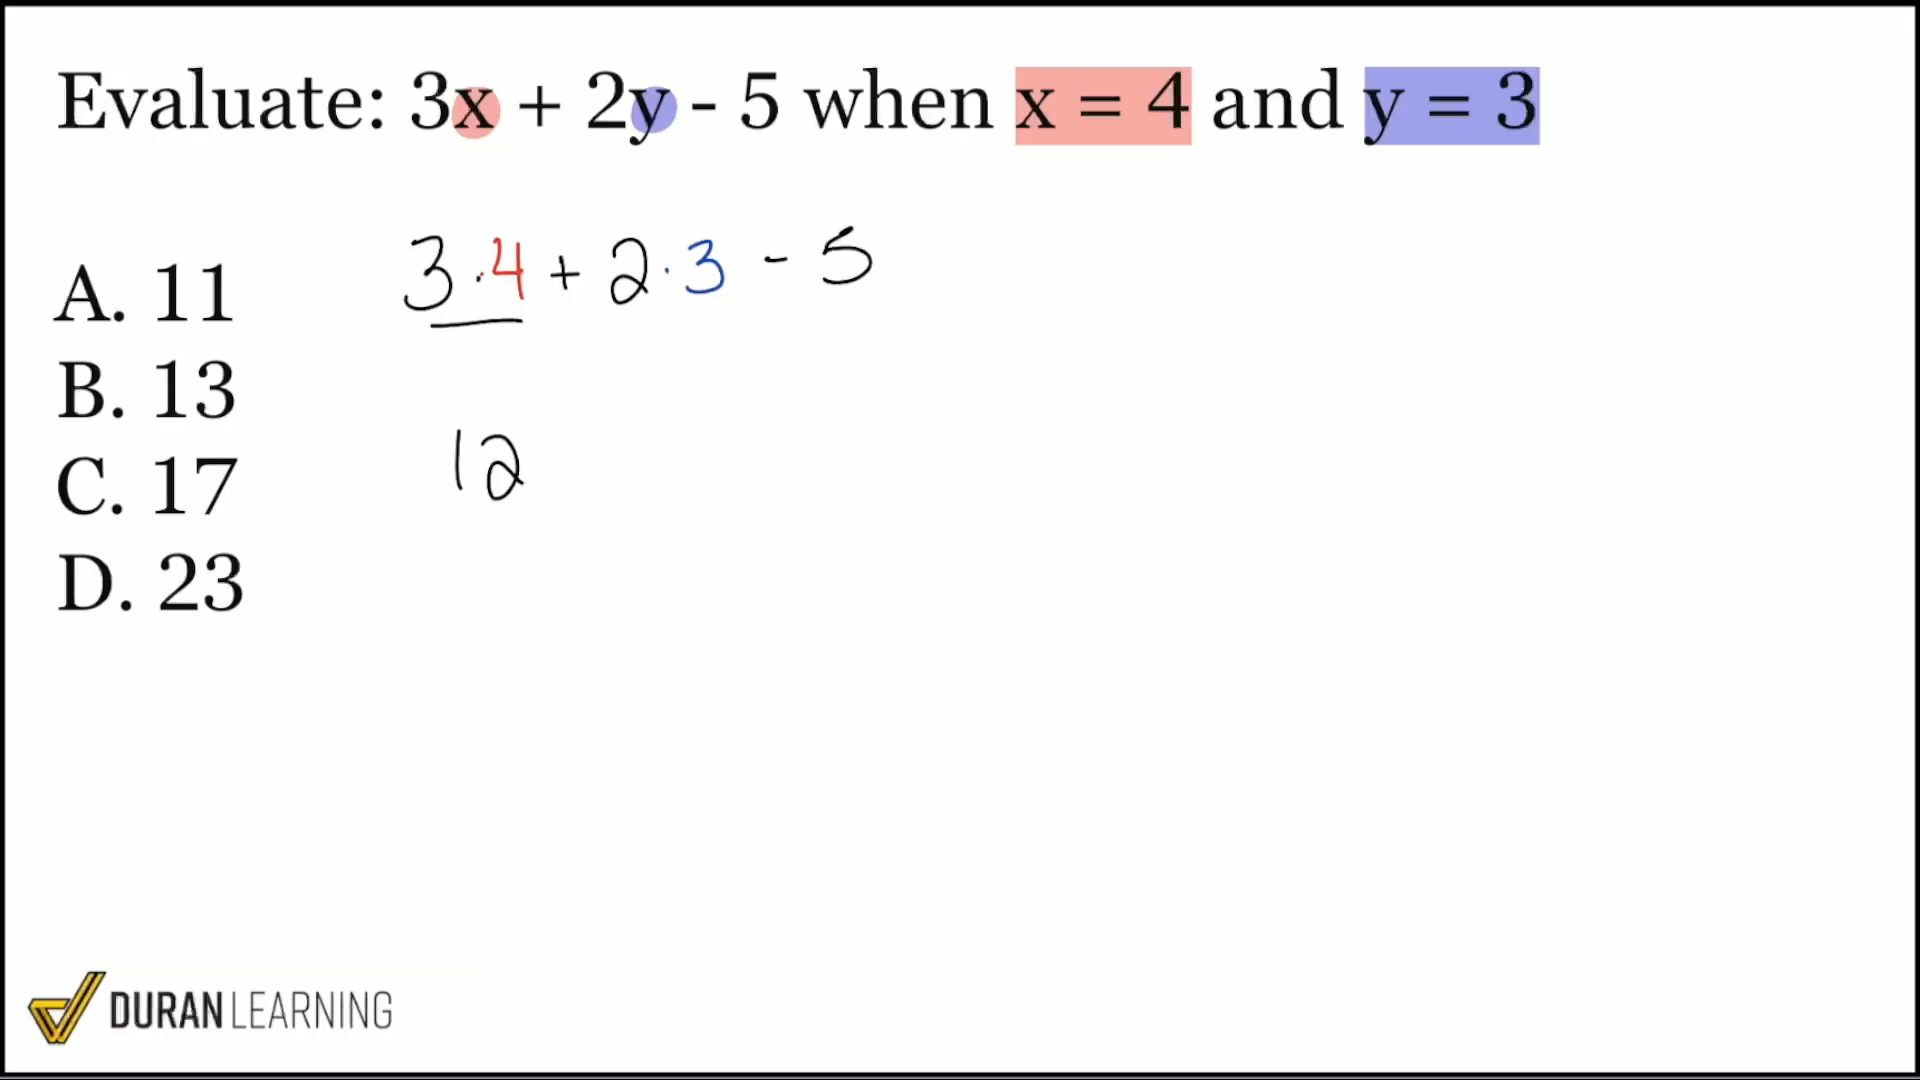 Evaluate: 3x + 2y - 5 when x = 4 and y = 3
3 · 4 + 2 · 3 - 5
A. 11
B. 13
C. 17
12
D. 23
DURAN LEARNING